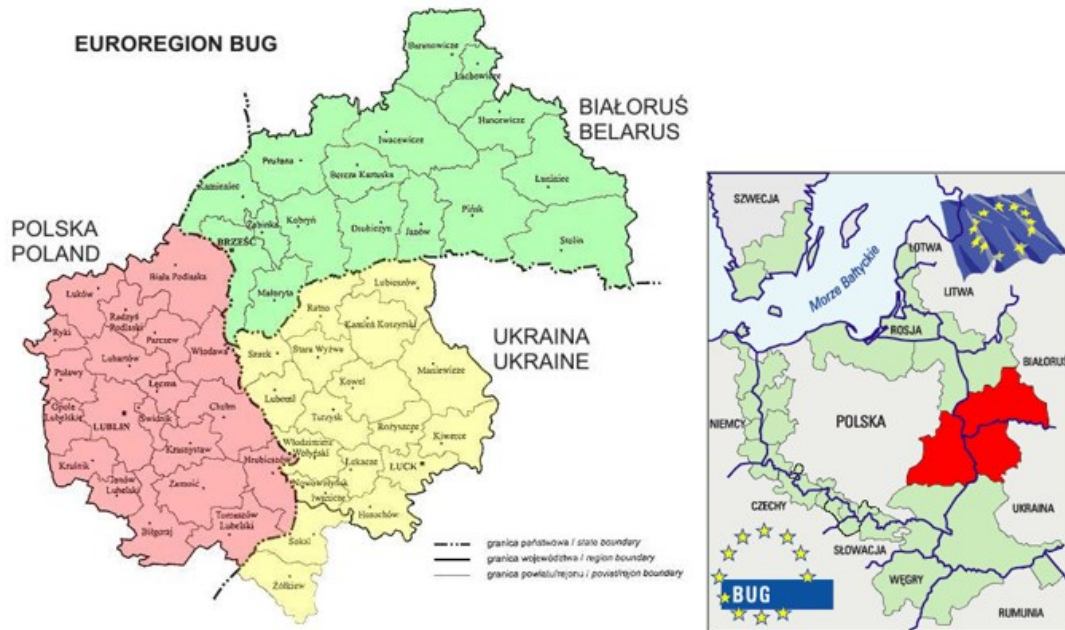 EUROREGION BUG
BIAŁORUŚ
BELARUS
POLSKA
POLAND
UKRAINA
UKRAINE
Baranowicze
Lachowicze
Hancewicze
Iwacewicze
Prużana
Bereza Kartuska
Łuniniec
Kamieniec
Pińsk
Żabinka
Kobryń
Drohiczyn
Janów
Stolin
BRZEŚĆ
Małoryta
Biała Podlaska
Łuków
Radzyń
Podlaski
Ryki
Parczew
Lubartów
Włodawa
Puławy
Łęczna
Opole
Lubelskie
LUBLIN
Świdnik
Chełm
Krasnystaw
Kraśnik
Hrubieszów
Janów
Lubelski
Zamość
Biłgoraj
Tomaszów
Lubelski
Lubieszów
Ratno
Kamień Koszyrski
Szack
Stara Wyżwa
Maniewicze
Kowel
Luboml
Turzysk
Rożyszcze
Włodzimierz
Wołyński
Kiwerce
Łokacze
ŁUCK
Nowowołyńsk
Iwanicze
Horochów
Sokal
Żółkiew
granica państwowa / state boundary
granica województwa / region boundary
granica powiatu/rejonu / poviat/rejon boundary
SZWECJA
ŁOTWA
Morze Bałtyckie
LITWA
ROSJA
BIAŁORUŚ
POLSKA
NIEMCY
CZECHY
UKRAINA
SŁOWACJA
WĘGRY
BUG
RUMUNIA